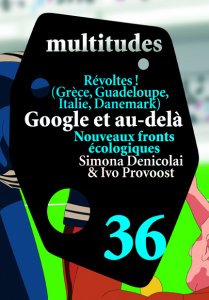 multitudes
Révoltes !
(Grèce, Guadeloupe,
Italie, Danemark)
Google et au-delà
Nouveaux fronts
écologiques
Simona Denicolai
& Ivo Provoost
36